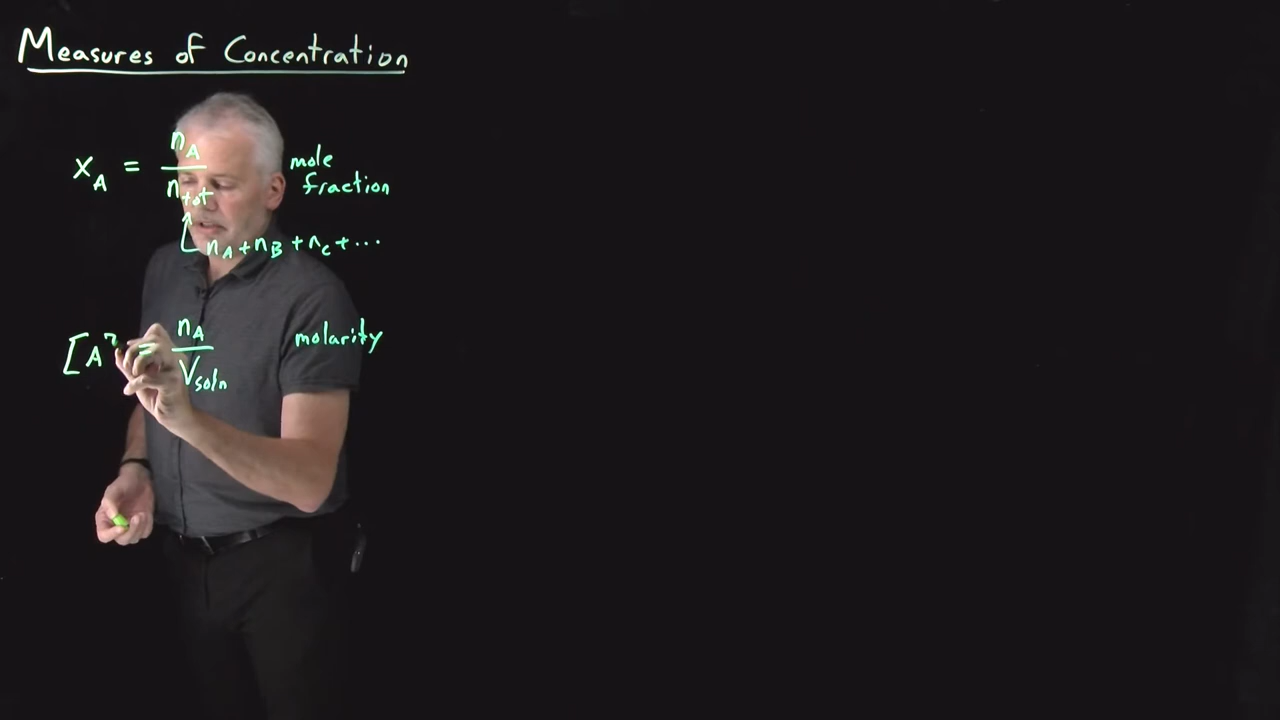 Measures of Concentration
x_A = n_A / n_tot mole fraction
n_A + n_B + n_C + ...
[A] = n_A / V_soln molarity